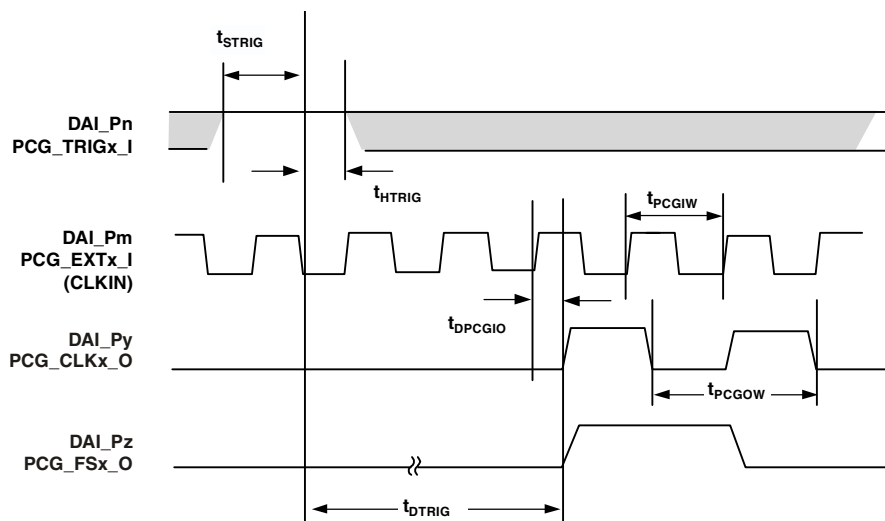 tSTRIG
DAI_Pn
PCG_TRIGx_I
tHTRIG
tPCGIW
DAI_Pm
PCG_EXTx_I
(CLKIN)
tDPCGIO
DAI_Py
PCG_CLKx_O
tPCGOW
DAI_Pz
PCG_FSx_O
tDTRIG